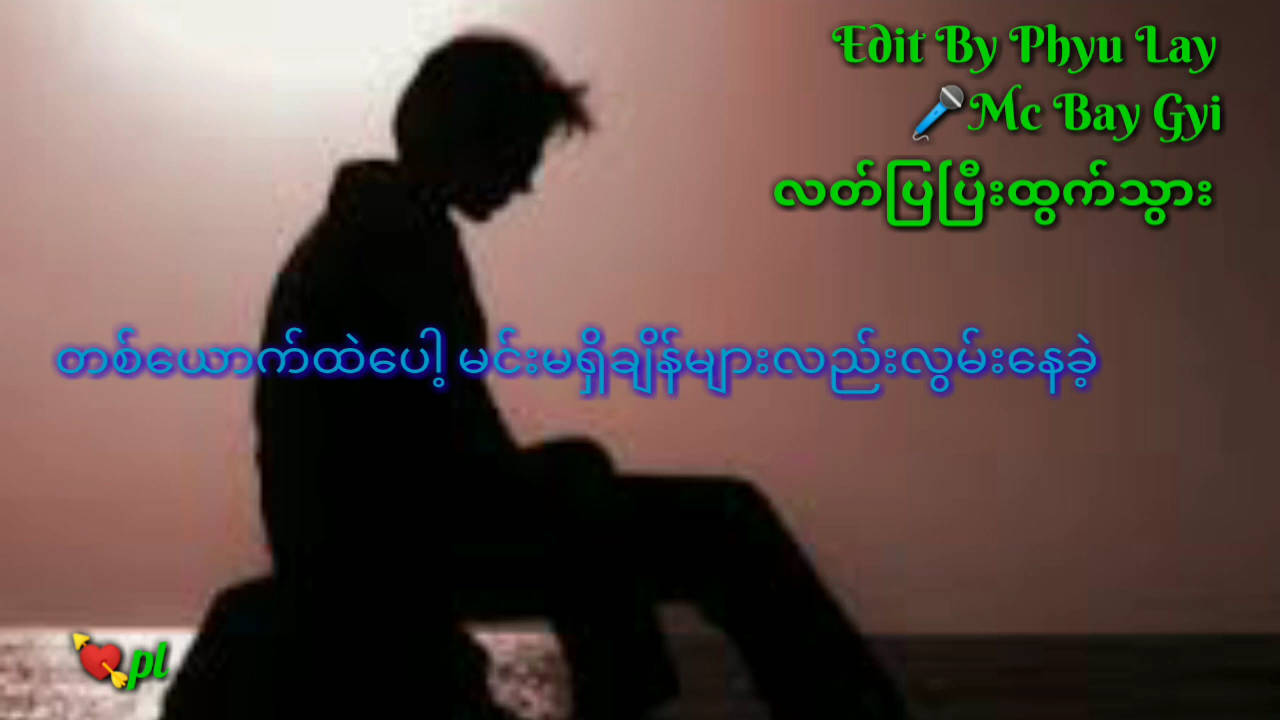 Edit By Phyu Lay
🎤Mc Bay Gyi
လတ်ပြပြီးထွက်သွား
တစ်ယောက်ထဲပေါ့ မင်းမရှိချိန်များလည်းလွမ်းနေခဲ့
💘pl